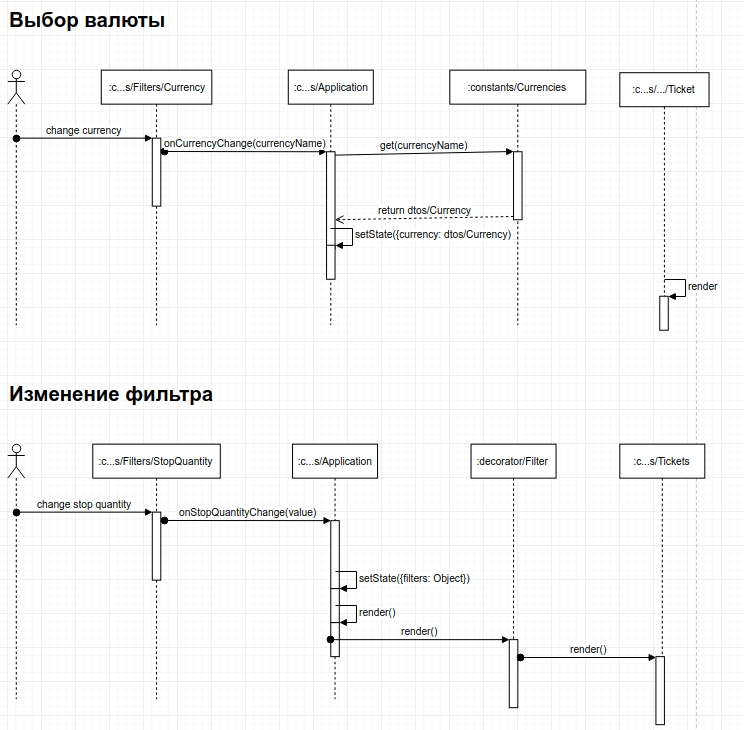 Выбор валюты
:c...s/Filters/Currency
:c...s/Application
:constants/Currencies
:c...s/.../Ticket
change currency
onCurrencyChange(currencyName)
get(currencyName)
return dtos/Currency
setState({currency: dtos/Currency)
render
Изменение фильтра
:c...s/Filters/StopQuantity
:c...s/Application
:decorator/Filter
:c...s/Tickets
change stop quantity
onStopQuantityChange(value)
setState({filters: Object})
render()
render()
render()